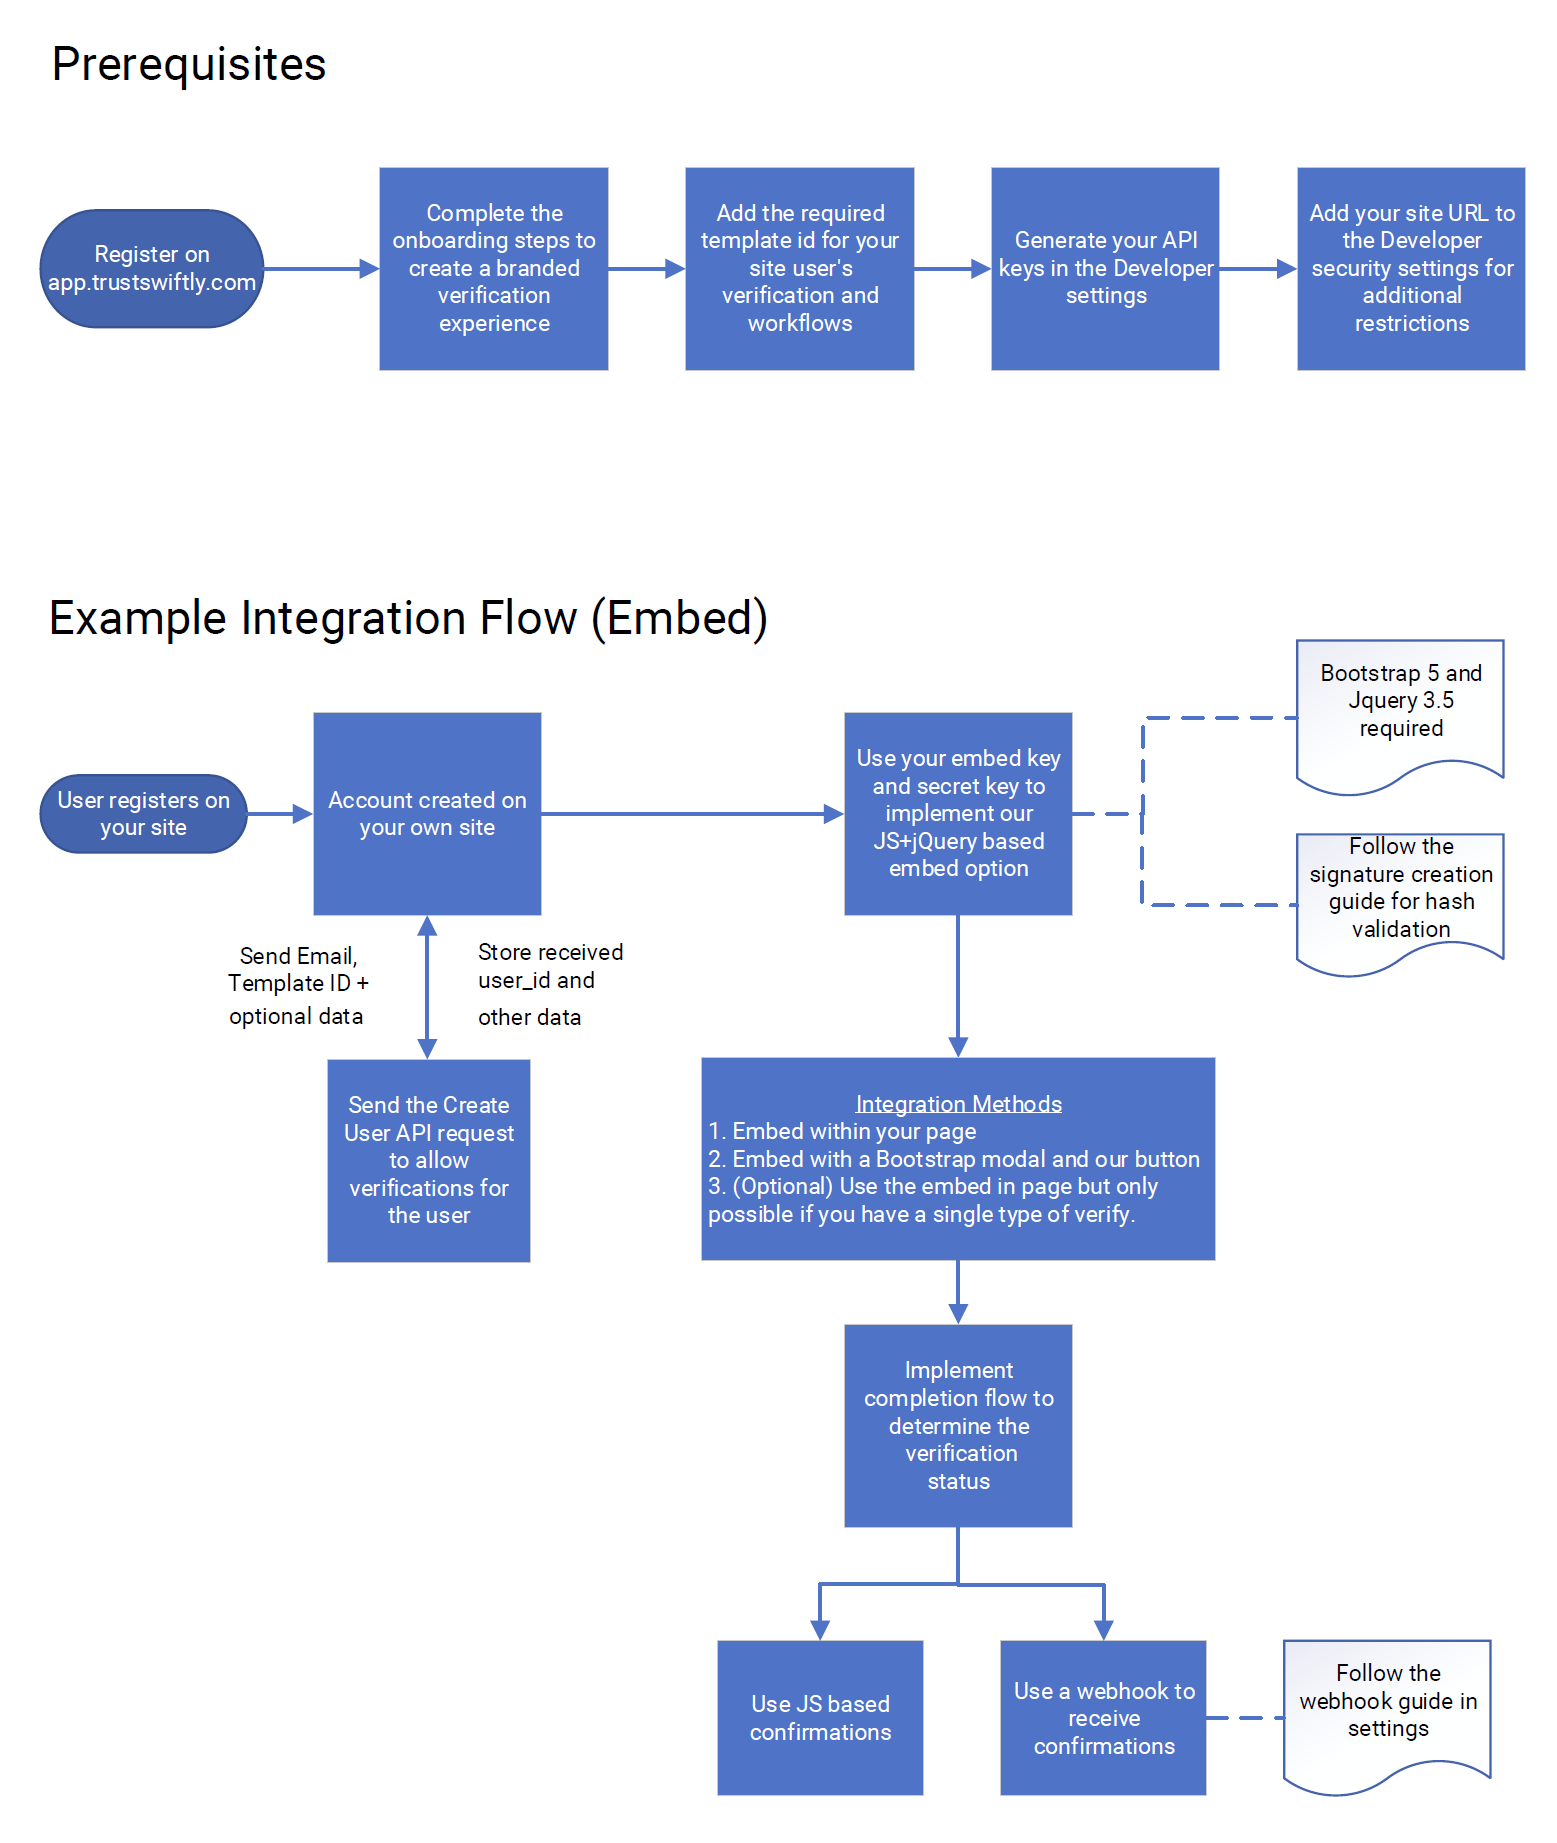 Prerequisites
Register on
app.trustswiftly.com
Complete the
onboarding steps to
create a branded
verification
experience
Add the required
template id for your
site user's
verification and
workflows
Generate your API
keys in the Developer
settings
Add your site URL to
the Developer
security settings for
additional
restrictions
Example Integration Flow (Embed)
User registers on
your site
Account created on
your own site
Use your embed key
and secret key to
implement our
JS+jQuery based
embed option
Bootstrap 5 and
Jquery 3.5
required
Follow the
signature creation
guide for hash
validation
Send Email,
Template ID +
optional data
Store received
user_id and
other data
Send the Create
User API request
to allow
verifications for
the user
Integration Methods
1. Embed within your page
2. Embed with a Bootstrap modal and our button
3. (Optional) Use the embed in page but only
possible if you have a single type of verify.
Implement
completion flow to
determine the
verification
status
Use JS based
confirmations
Use a webhook to
receive
confirmations
Follow the
webhook guide in
settings